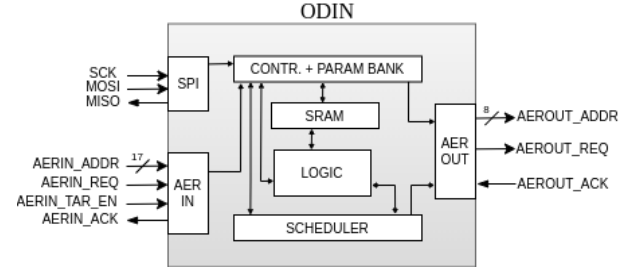 ODIN
SCK
MOSI
MISO
SPI
CONTR. + PARAM BANK
SRAM
LOGIC
SCHEDULER
AERIN_ADDR
17
AERIN_REQ
AERIN_TAR_EN
AERIN_ACK
AER
IN
AER
OUT
8
AEROUT_ADDR
AEROUT_REQ
AEROUT_ACK